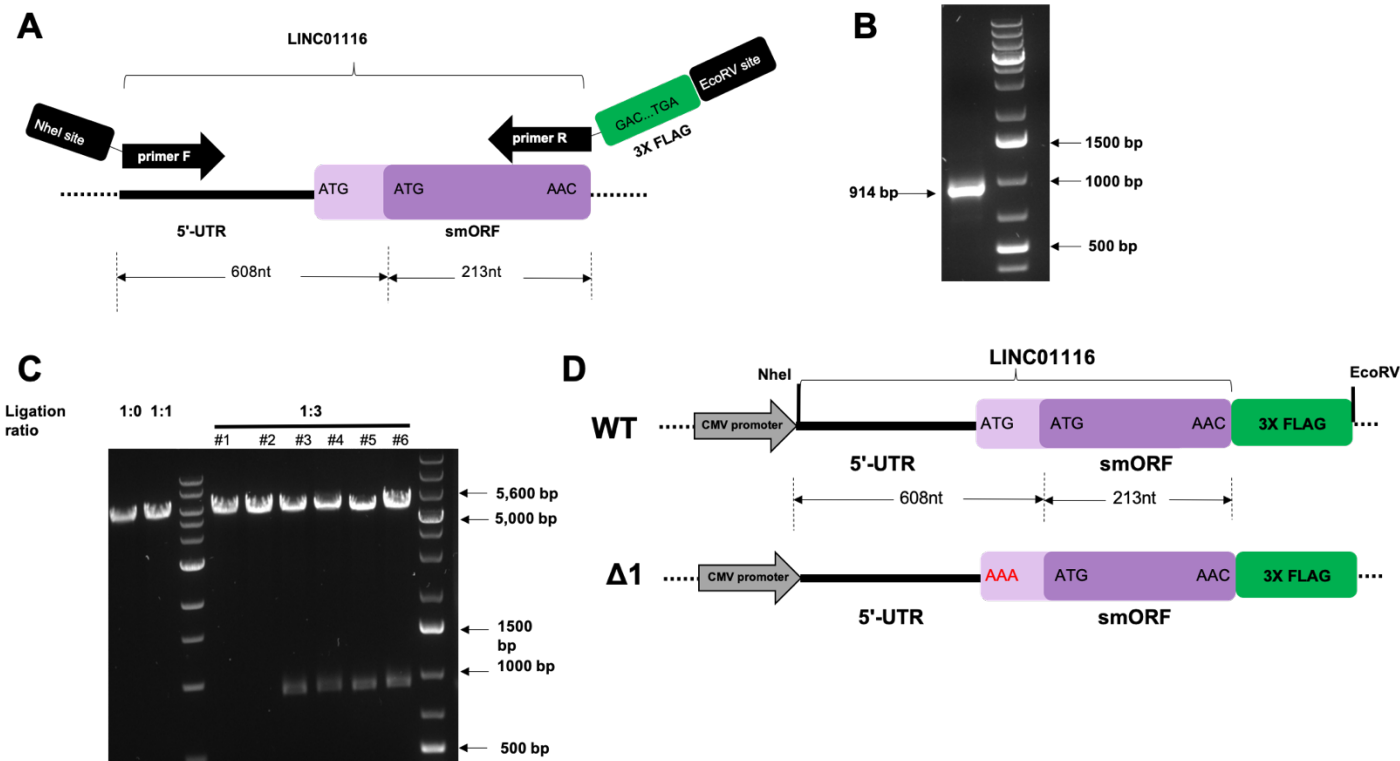 A
LINC01116
NheI site
primer F
primer R
GAC...TGA
EcoRV site
3X FLAG
ATG
ATG
AAC
5'-UTR
smORF
608nt
213nt
B
1500 bp
1000 bp
914 bp
500 bp
C
Ligation
ratio
1:0 1:1
1:3
#1 #2 #3 #4 #5 #6
5,600 bp
5,000 bp
1500
bp
1000 bp
500 bp
D
LINC01116
NheI
EcoRV
WT
CMV promoter
ATG
ATG
AAC
3X FLAG
5'-UTR
smORF
608nt
213nt
Δ1
CMV promoter
AAA
ATG
AAC
3X FLAG
5'-UTR
smORF